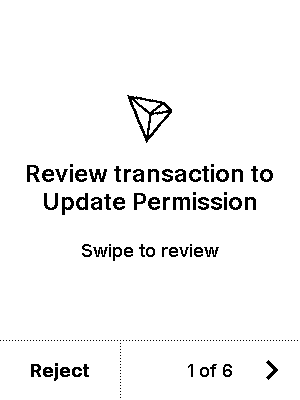 Review transaction to
Update Permission
Swipe to review
Reject
1 of 6